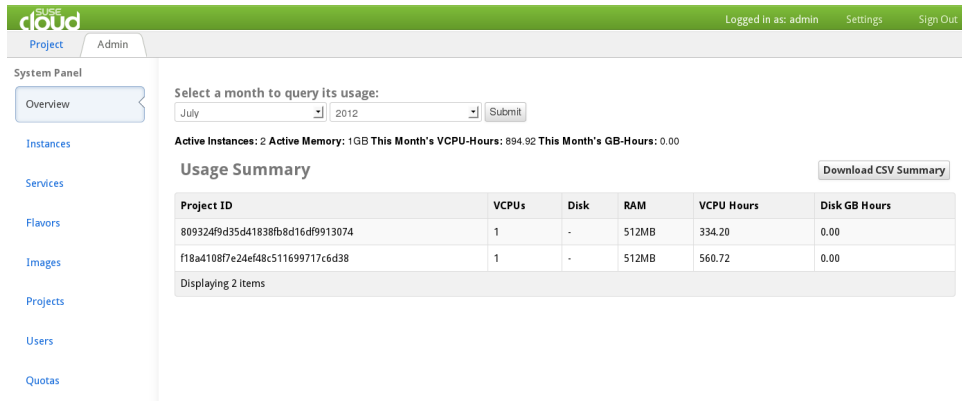 SUSE
cloud
Logged in as: admin Settings Sign Out
Project Admin
System Panel
Overview
Instances
Services
Flavors
Images
Projects
Users
Quotas
Select a month to query its usage:
July 2012 Submit
Active Instances: 2 Active Memory: 1GB This Month's VCPU-Hours: 894.92 This Month's GB-Hours: 0.00
Usage Summary Download CSV Summary
Project ID VCPUs Disk RAM VCPU Hours Disk GB Hours
809324f9d35d41838fb8d16df9913074 1 - 512MB 334.20 0.00
f18a4108f7e24ef48c511699717c6d38 1 - 512MB 560.72 0.00
Displaying 2 items